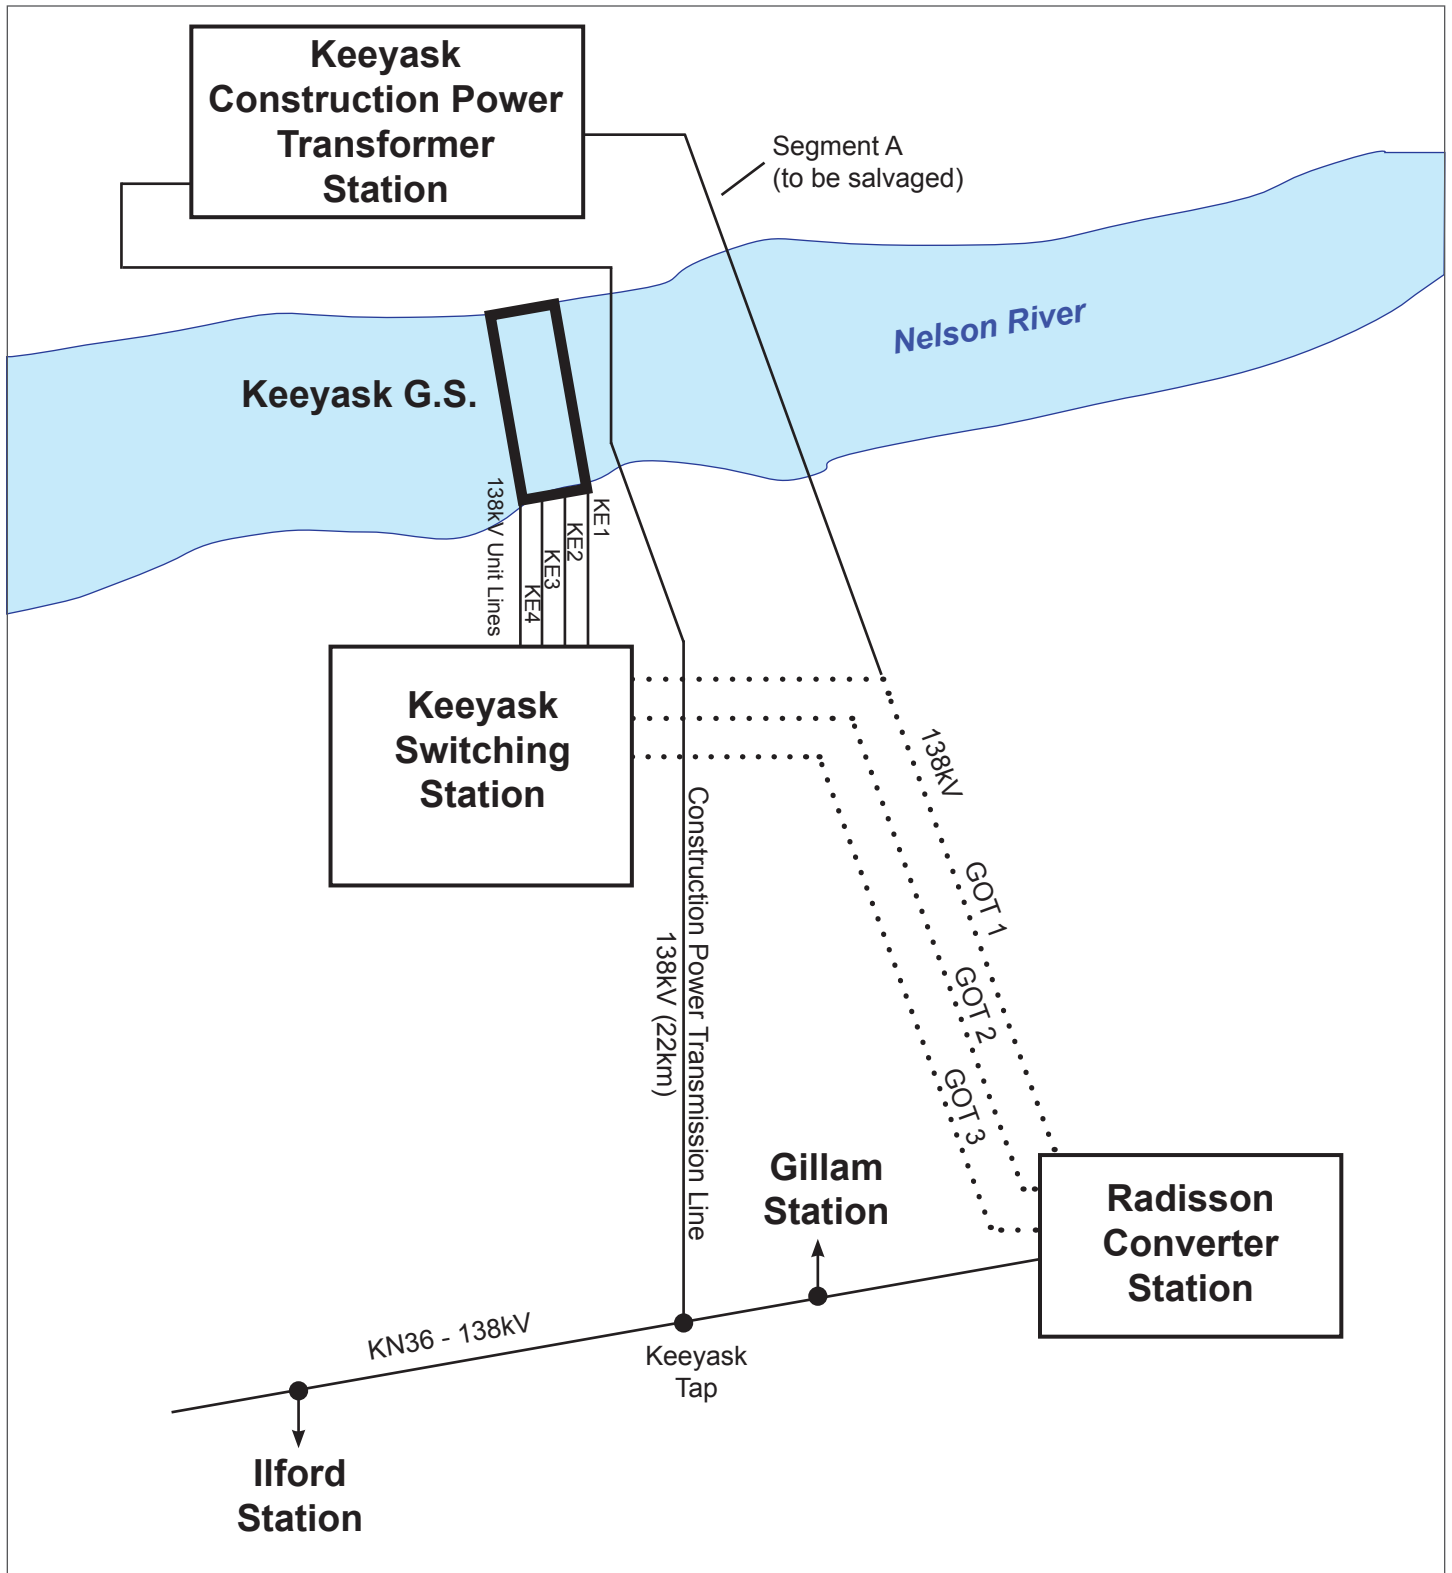 Keeyask
Construction Power
Transformer
Station
Segment A
(to be salvaged)
Nelson River
Keeyask G.S.
138kV Unit Lines
KE4
KE3
KE2
KE1
Keeyask
Switching
Station
138kV
GOT 1
GOT 2
GOT 3
Construction Power Transmission Line
138kV (22km)
Gillam
Station
Radisson
Converter
Station
KN36 - 138kV
Keeyask
Tap
Ilford
Station